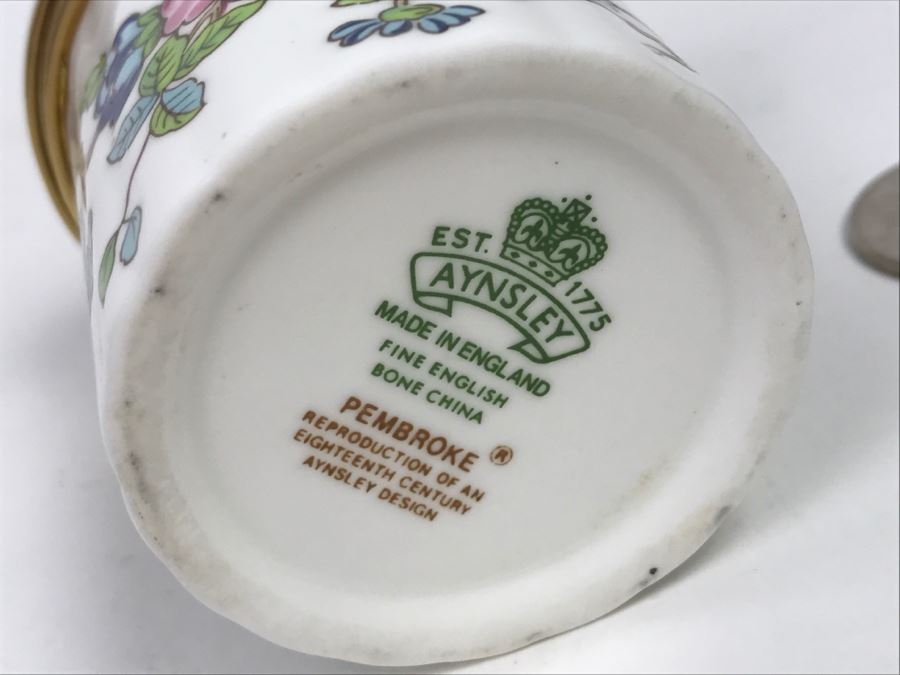 EST. 1775
AYNSLEY
MADE IN ENGLAND
FINE ENGLISH
BONE CHINA
PEMBROKE ®
REPRODUCTION OF AN
EIGHTEENTH CENTURY
AYNSLEY DESIGN